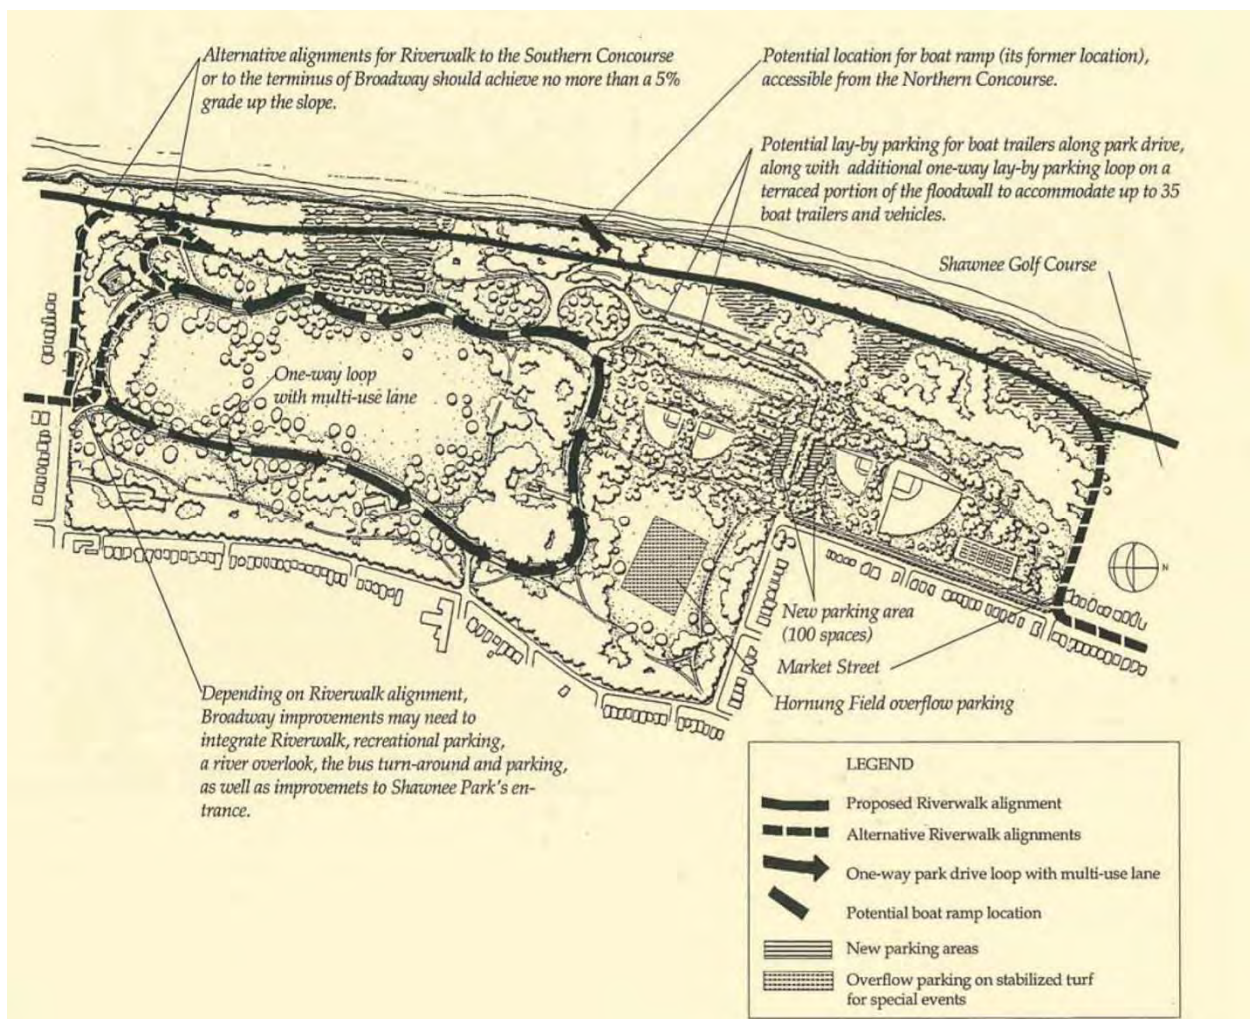 Alternative alignments for Riverwalk to the Southern Concourse
or to the terminus of Broadway should achieve no more than a 5%
grade up the slope.
Potential location for boat ramp (its former location),
accessible from the Northern Concourse.
Potential lay-by parking for boat trailers along park drive,
along with additional one-way lay-by parking loop on a
terraced portion of the floodwall to accommodate up to 35
boat trailers and vehicles.
Shawnee Golf Course
One-way loop
with multi-use lane
N
New parking area
(100 spaces)
Market Street
Hornung Field overflow parking
Depending on Riverwalk alignment,
Broadway improvements may need to
integrate Riverwalk, recreational parking,
a river overlook, the bus turn-around and parking,
as well as improvemets to Shawnee Park's en-
trance.
LEGEND
Proposed Riverwalk alignment
Alternative Riverwalk alignments
One-way park drive loop with multi-use lane
Potential boat ramp location
New parking areas
Overflow parking on stabilized turf
for special events